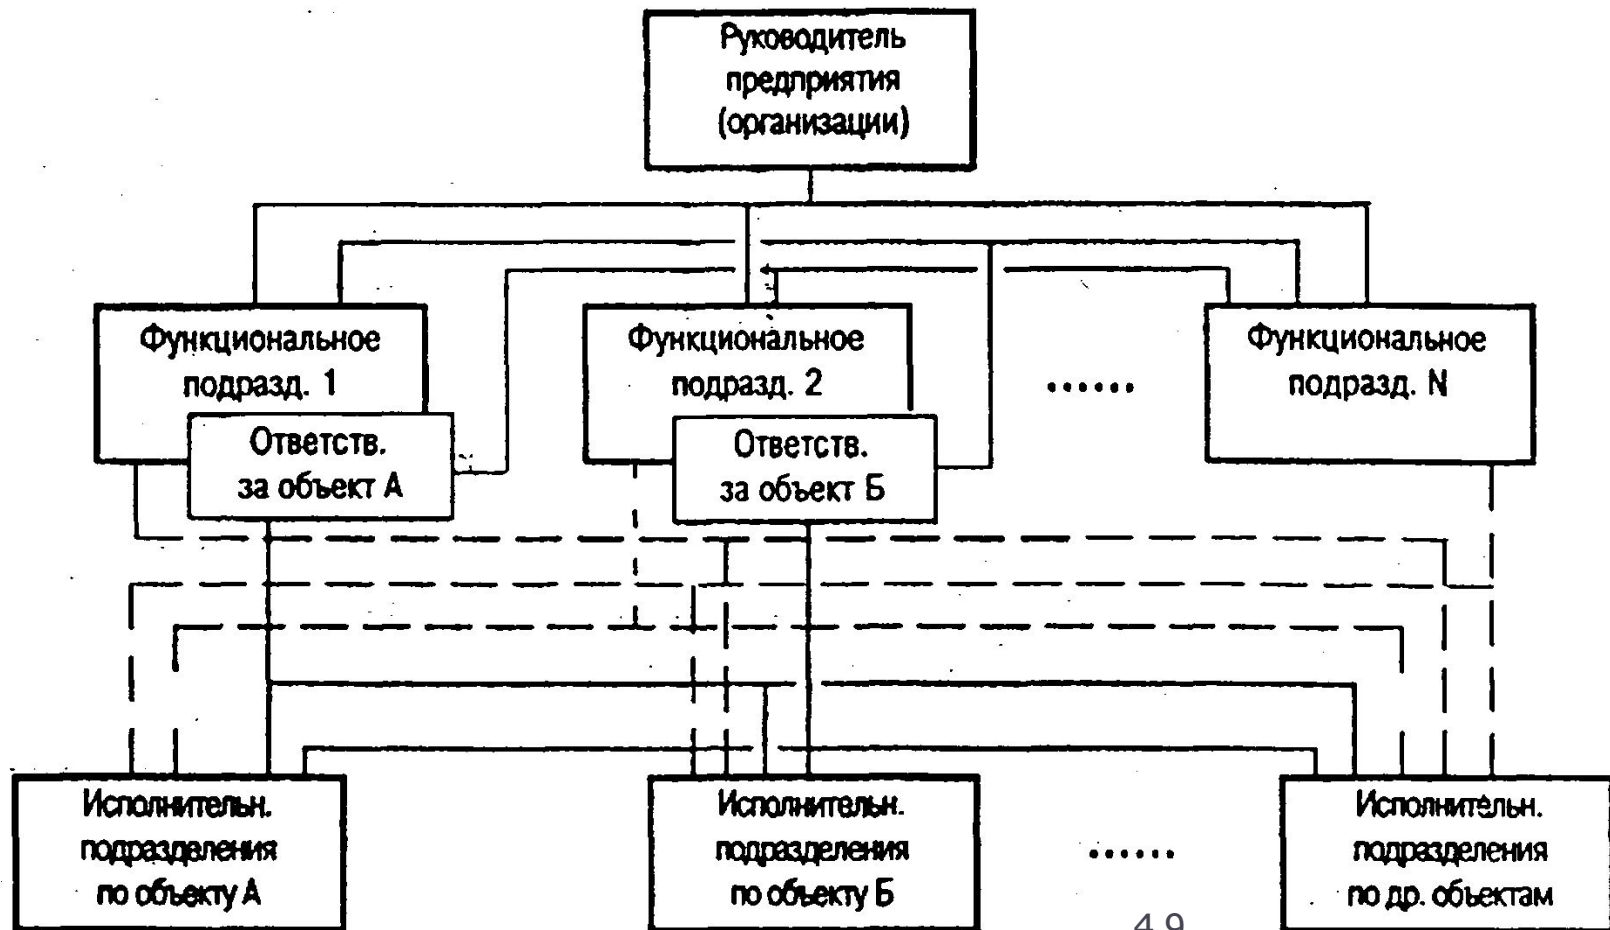 Руководитель
предприятия
(организации)
Функциональное
подразд. 1
Ответств.
за объект А
Функциональное
подразд. 2
Ответств.
за объект Б
......
Функциональное
подразд. N
Исполнительн.
подразделения
по объекту А
Исполнительн.
подразделения
по объекту Б
......
Исполнительн.
подразделения
по др. объектам
49